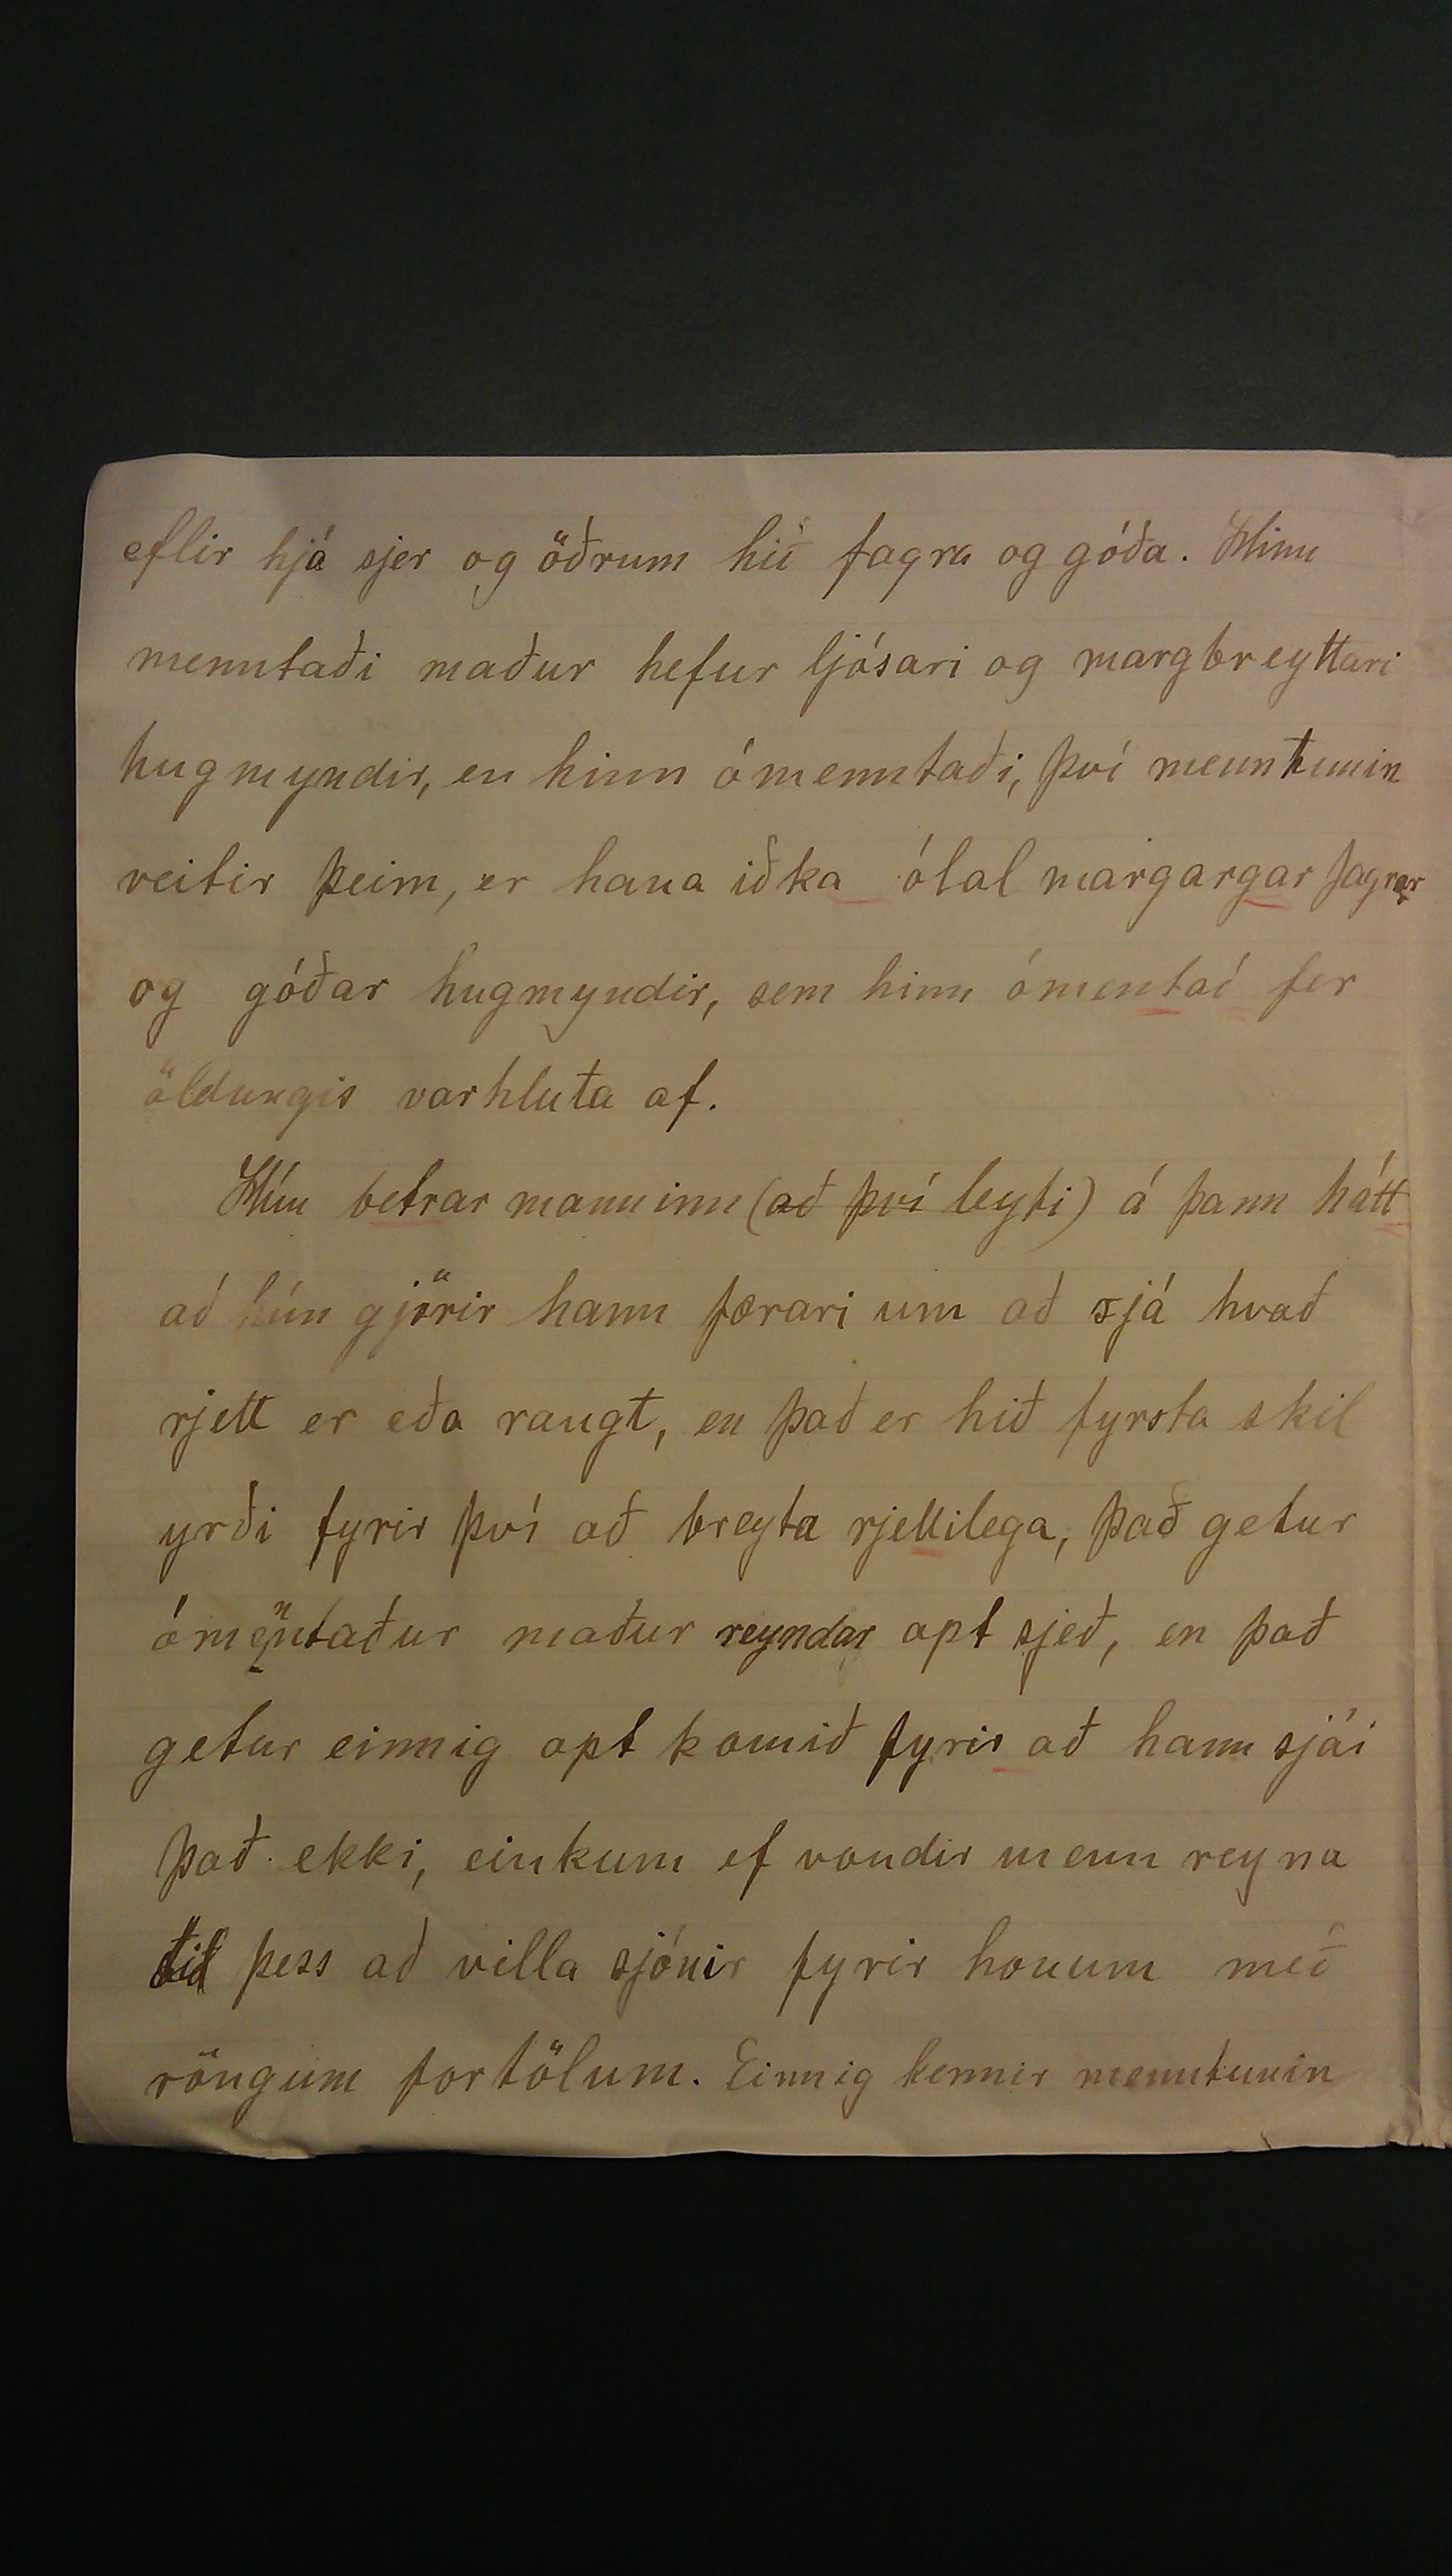 eflir hjá sjer og öðrum hið fagra og góða. Hinn
menntaði maður hefur ljósari og margbreyttari
hugmyndir, en hinn ómenntaði, því menntunin
veitir þeim, er hana iðka ótal margargar fagrar
og góðar hugmyndir, sem hinn ómentað fer
öldungis varhluta af.
Hún betrar manninn (að því leyti) á þann hátt
að hún gjörir hann færari um að sjá hvað
rjett er eða rangt, en það er hið fyrsta skil
yrði fyrir því að breyta rjettilega, það getur
ómenntaður maður reyndar opt sjeð, en það
getur einnig opt komið fyrir að hann sjái
það ekki, einkum ef vondir menn reyna
til þess að villa sjónir fyrir honum með
röngum fortölum. Einnig kennir menntunin